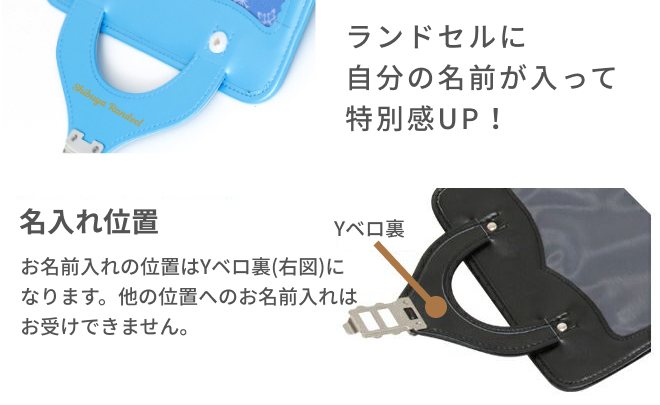 ランドセルに
自分の名前が入って
特別感UP！
Shibuya Randsel
名入れ位置
Yベロ裏
お名前入れの位置はYベロ裏(右図)に
なります。他の位置へのお名前入れは
お受けできません。